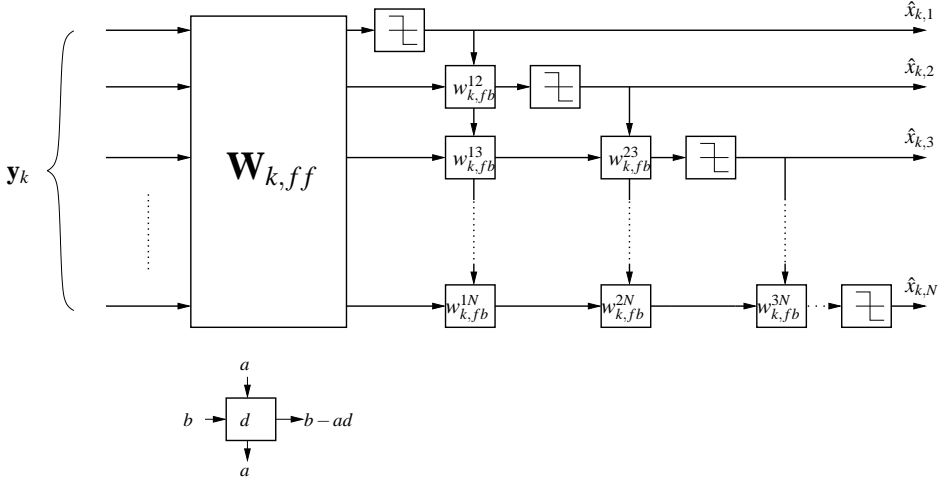 x̂_{k,1}
x̂_{k,2}
w^{12}_{k,fb}
x̂_{k,3}
y_k
W_{k,ff}
w^{13}_{k,fb}
w^{23}_{k,fb}
x̂_{k,N}
w^{1N}_{k,fb}
w^{2N}_{k,fb}
w^{3N}_{k,fb}
a
b
d
b − ad
a